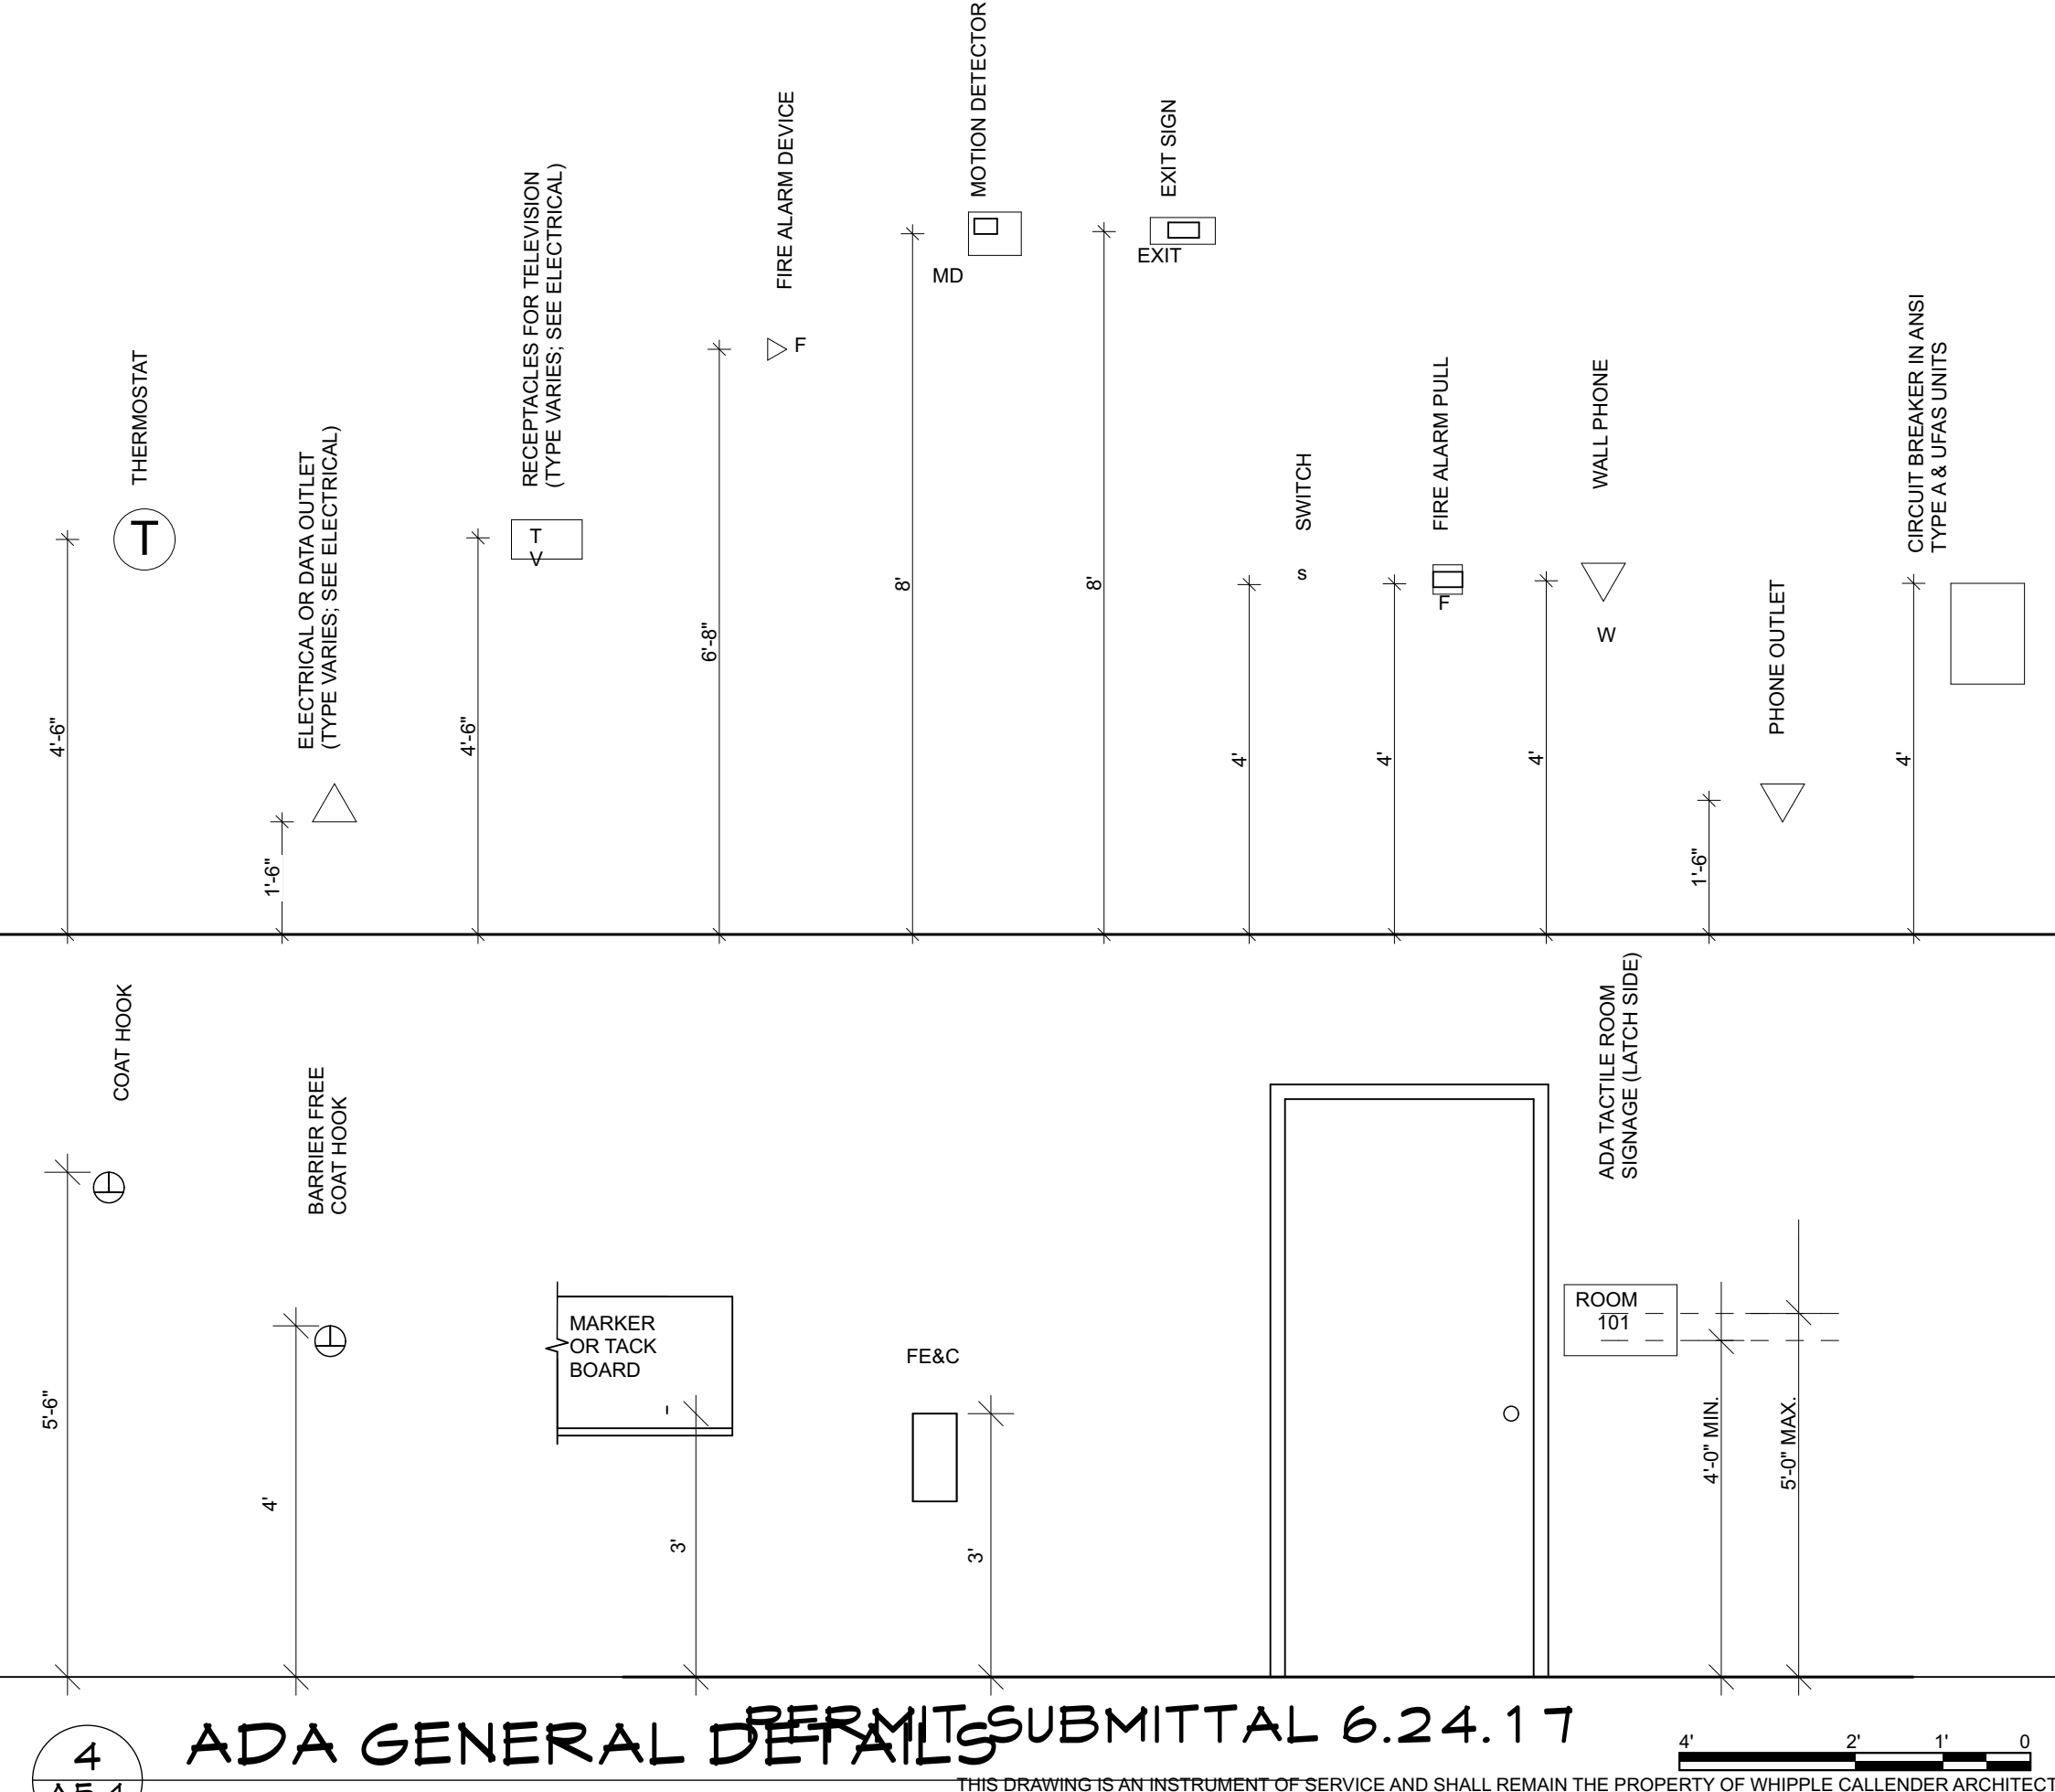 MOTION DETECTOR
FIRE ALARM DEVICE
EXIT SIGN
RECEPTACLES FOR TELEVISION
(TYPE VARIES; SEE ELECTRICAL)
MD
EXIT
F
THERMOSTAT
ELECTRICAL OR DATA OUTLET
(TYPE VARIES; SEE ELECTRICAL)
T
T
V
SWITCH
FIRE ALARM PULL
WALL PHONE
CIRCUIT BREAKER IN ANSI
TYPE A & UFAS UNITS
s
F
W
PHONE OUTLET
4'-6"
1'-6"
4'-6"
6'-8"
8'
8'
4'
4'
4'
1'-6"
4'
COAT HOOK
BARRIER FREE
COAT HOOK
ADA TACTILE ROOM
SIGNAGE (LATCH SIDE)
MARKER
OR TACK
BOARD
FE&C
ROOM
101
5'-6"
4'
3'
3'
4'-0" MIN.
5'-0" MAX.
4
ADA GENERAL DETAILS
PERMIT SUBMITTAL 6.24.17
4' 2' 1' 0
THIS DRAWING IS AN INSTRUMENT OF SERVICE AND SHALL REMAIN THE PROPERTY OF WHIPPLE CALLENDER ARCHITECT